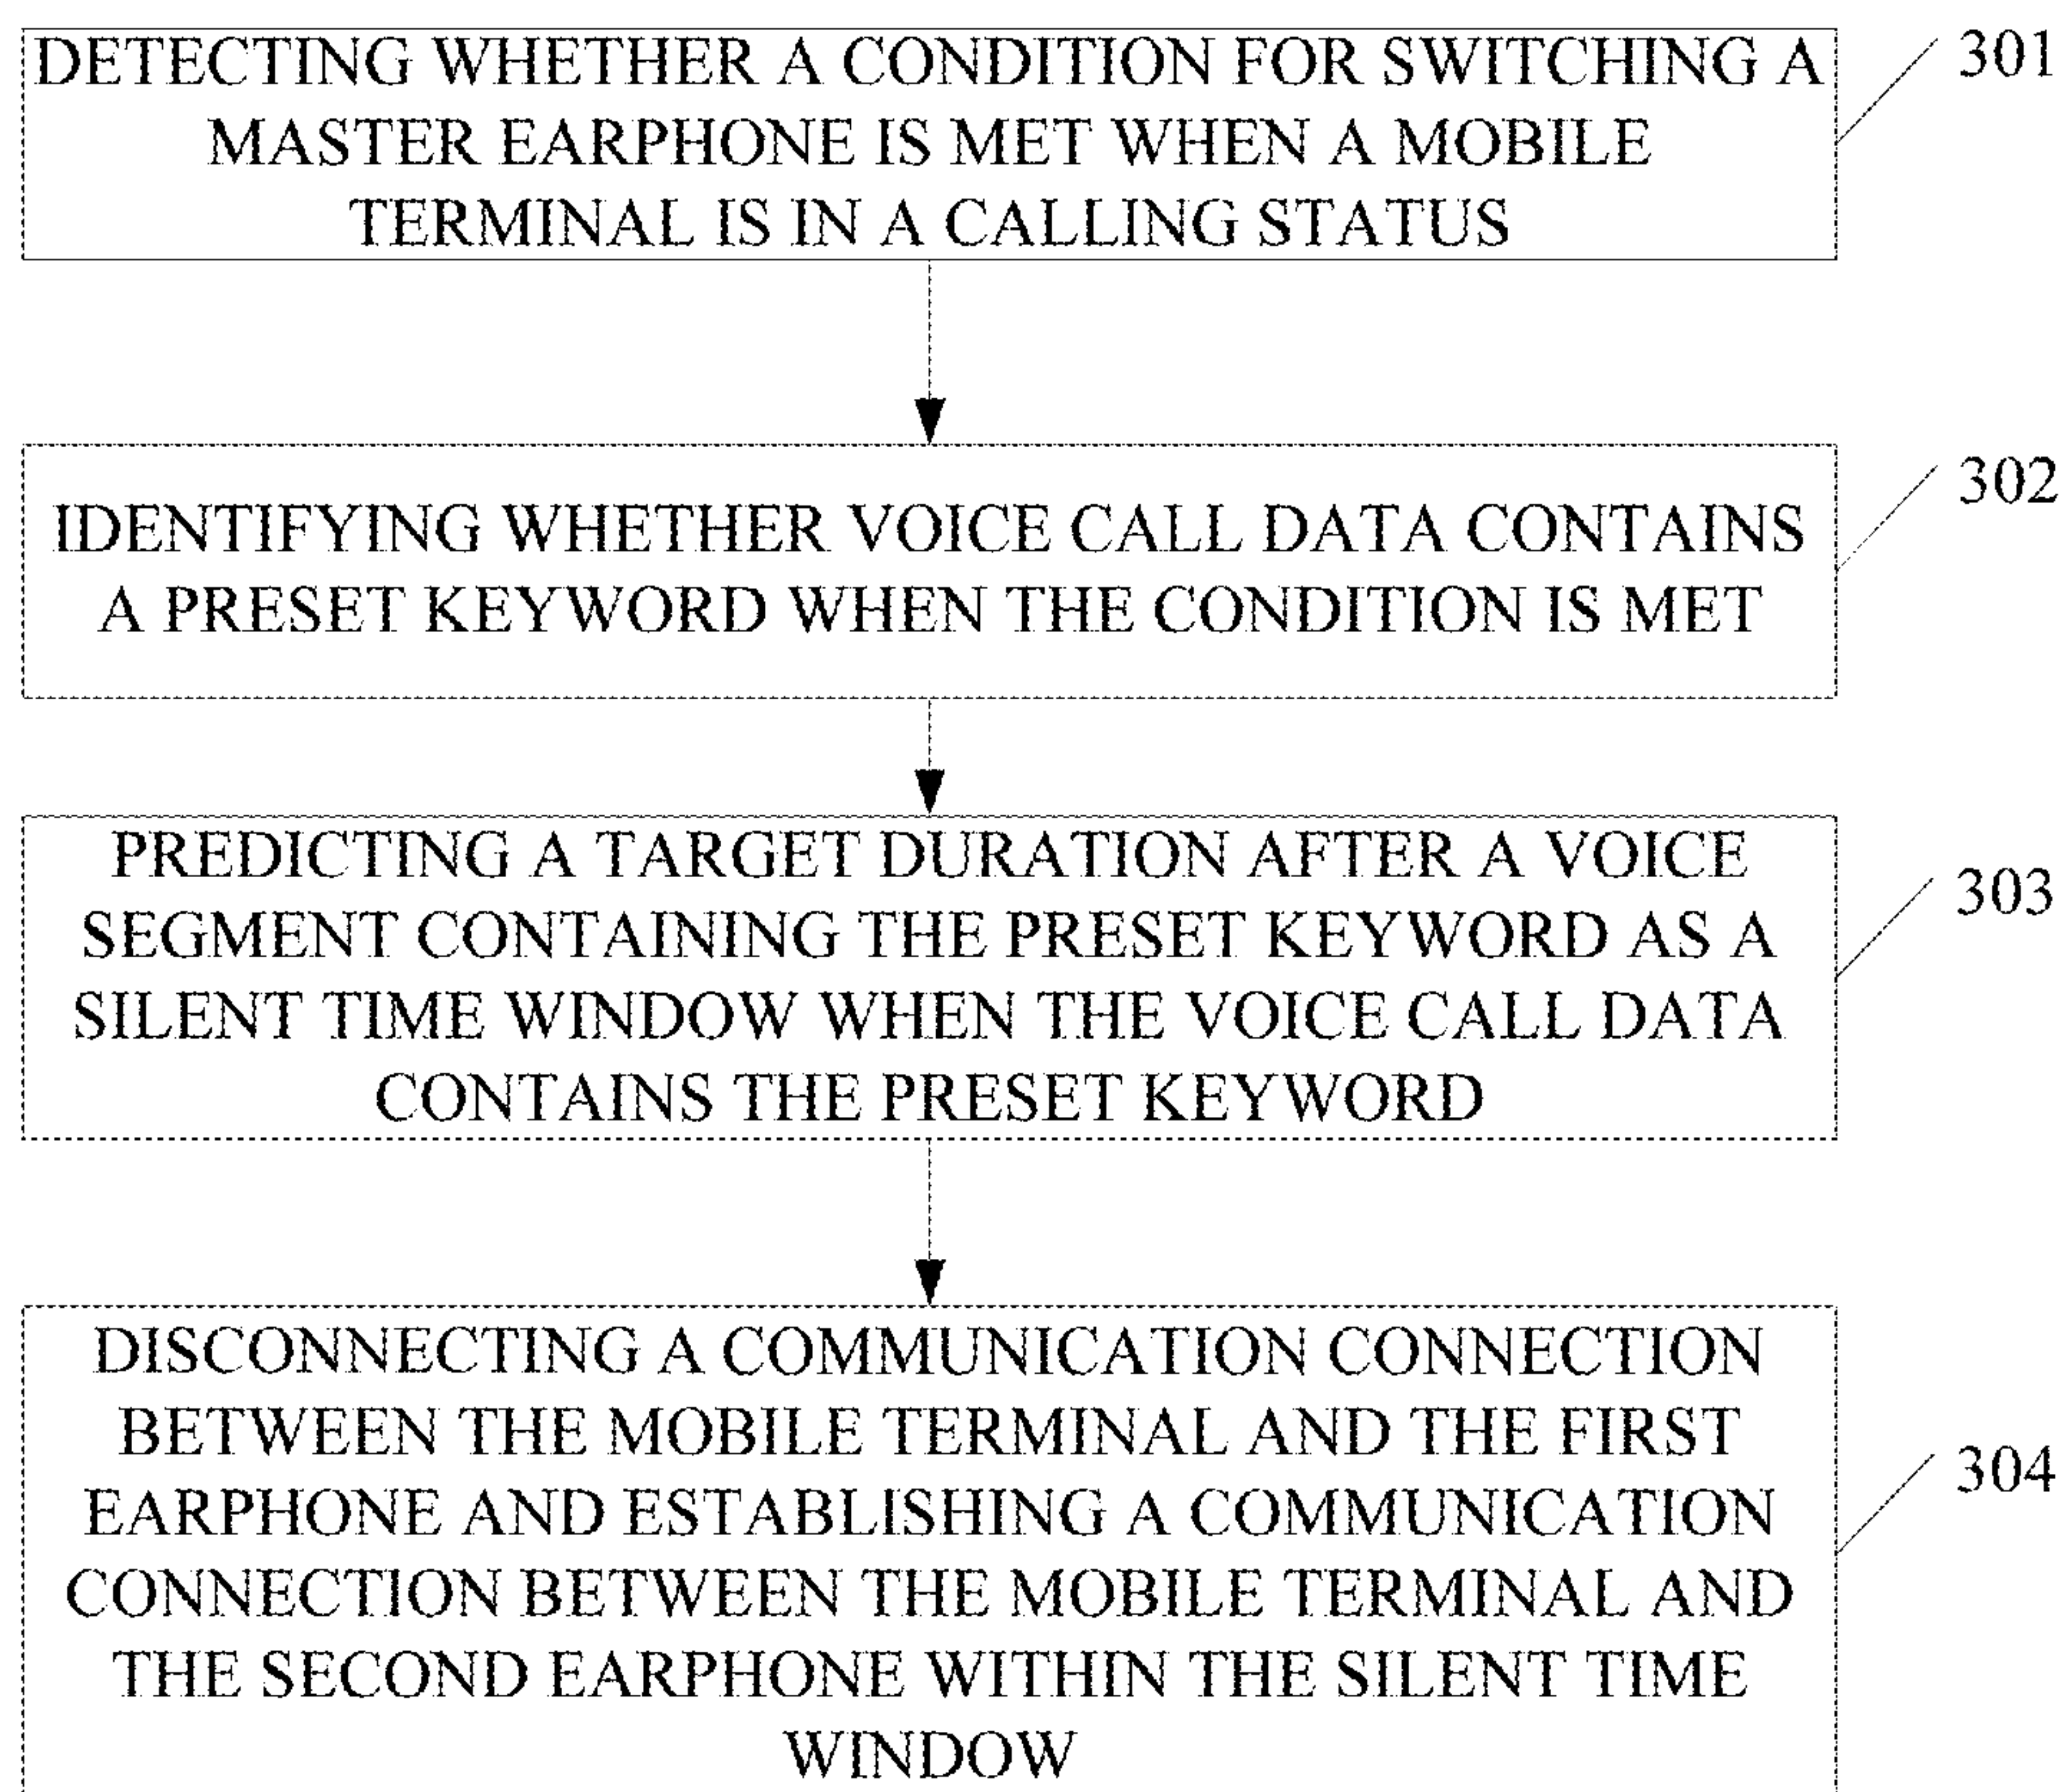 DETECTING WHETHER A CONDITION FOR SWITCHING A
MASTER EARPHONE IS MET WHEN A MOBILE
TERMINAL IS IN A CALLING STATUS
301
IDENTIFYING WHETHER VOICE CALL DATA CONTAINS
A PRESET KEYWORD WHEN THE CONDITION IS MET
302
PREDICTING A TARGET DURATION AFTER A VOICE
SEGMENT CONTAINING THE PRESET KEYWORD AS A
SILENT TIME WINDOW WHEN THE VOICE CALL DATA
CONTAINS THE PRESET KEYWORD
303
DISCONNECTING A COMMUNICATION CONNECTION
BETWEEN THE MOBILE TERMINAL AND THE FIRST
EARPHONE AND ESTABLISHING A COMMUNICATION
CONNECTION BETWEEN THE MOBILE TERMINAL AND
THE SECOND EARPHONE WITHIN THE SILENT TIME
WINDOW
304